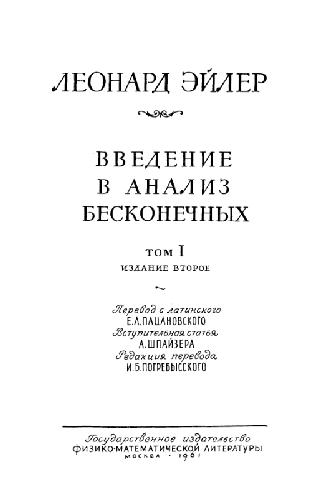 ЛЕОНАРД ЭЙЛЕР
ВВЕДЕНИЕ
В АНАЛИЗ
БЕСКОНЕЧНЫХ
ТОМ I
ИЗДАНИЕ ВТОРОЕ
Перевод с латинского
Е.Л.ПАЦАНОВСКОГО
Вступительная статья
А.ШПАЙЗЕРА
Редакция перевода
И.Б.ПОГРЕБЫССКОГО
Государственное издательство
ФИЗИКО-МАТЕМАТИЧЕСКОЙ ЛИТЕРАТУРЫ
МОСКВА • 1961